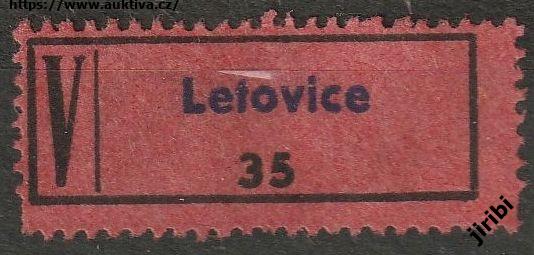 https://www.auktiva.cz/
V
Letovice
35
jiribi